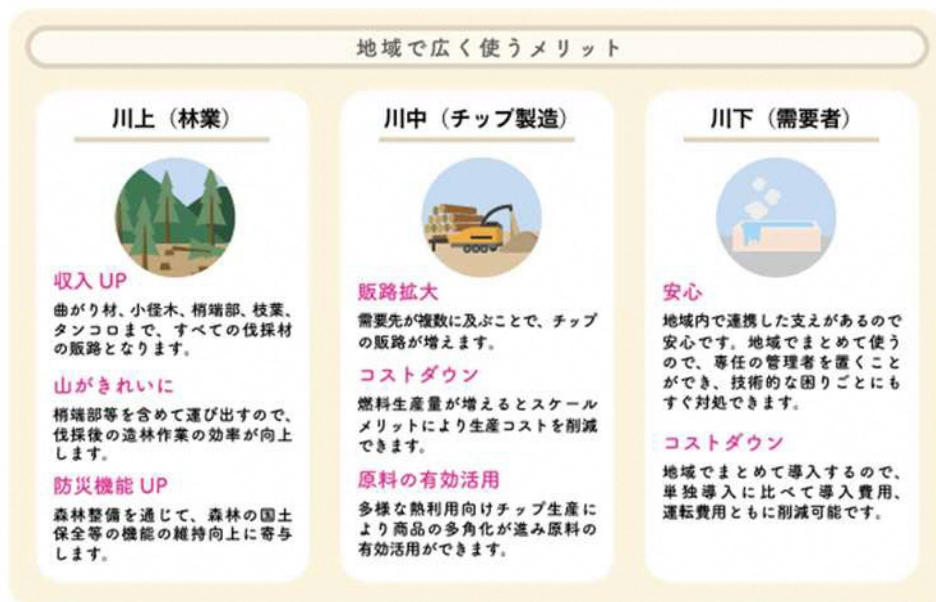 地域で広く使うメリット
川上（林業）
収入 UP
曲がり材、小径木、梢端部、枝葉、
タンコロまで、すべての伐採材
の販路となります。
山がきれいに
梢端部等を含めて運び出すので、
伐採後の造林作業の効率が向上
します。
防災機能 UP
森林整備を通じて、森林の国土
保全等の機能の維持向上に寄与
します。
川中（チップ製造）
販路拡大
需要先が複数に及ぶことで、チップ
の販路が増えます。
コストダウン
燃料生産量が増えるとスケール
メリットにより生産コストを削減
できます。
原料の有効活用
多様な熱利用向けチップ生産に
より商品の多角化が進み原料の
有効活用ができます。
川下（需要者）
安心
地域内で連携した支えがあるので
安心です。地域でまとめて使う
ので、専任の管理者を置くこと
ができ、技術的な困りごとにも
すぐ対処できます。
コストダウン
地域でまとめて導入するので、
単独導入に比べて導入費用、
運転費用ともに削減可能です。